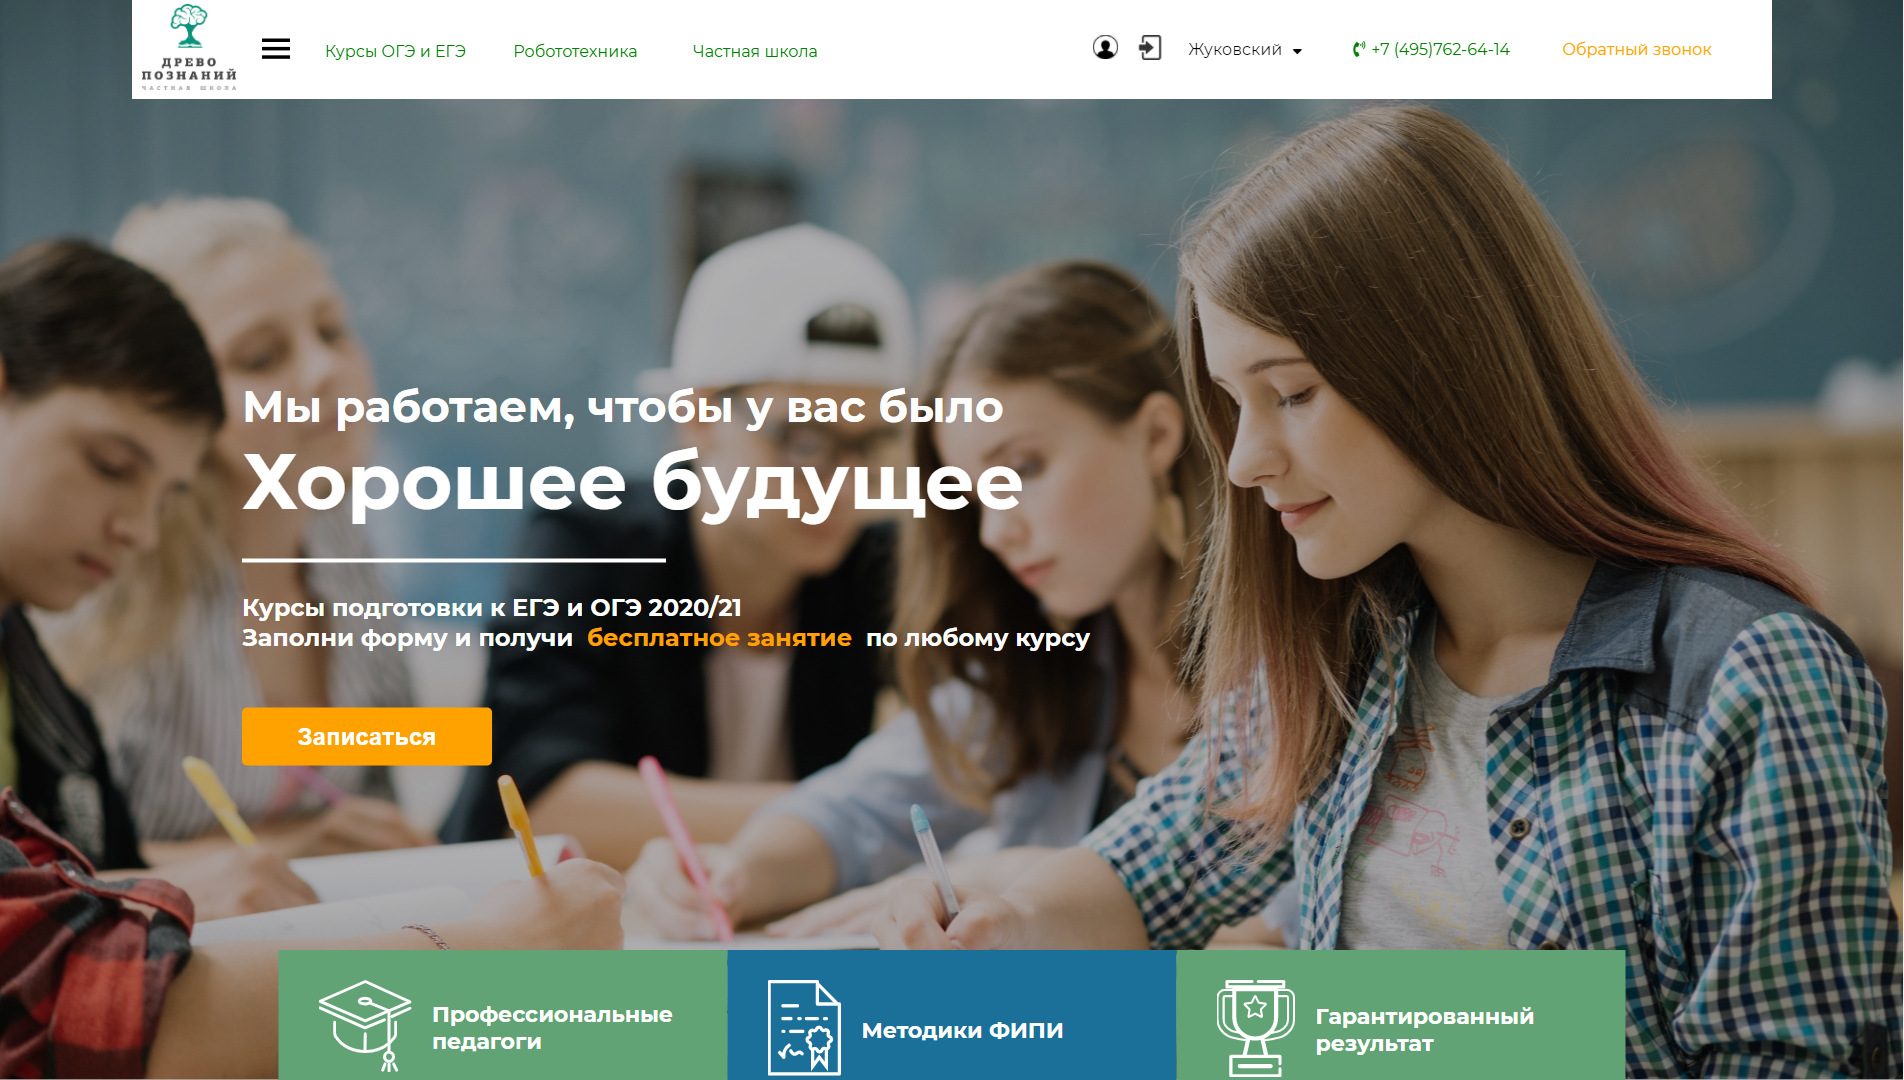 ДРЕВО
ПОЗНАНИЙ
ЧАСТНАЯ ШКОЛА
Курсы ОГЭ и ЕГЭ
Робототехника
Частная школа
Жуковский
+7 (495)762-64-14
Обратный звонок
Мы работаем, чтобы у вас было
Хорошее будущее
Курсы подготовки к ЕГЭ и ОГЭ 2020/21
Заполни форму и получи бесплатное занятие по любому курсу
Записаться
Профессиональные
педагоги
Методики ФИПИ
Гарантированный
результат